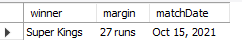 winner margin matchDate
Super Kings 27 runs Oct 15, 2021